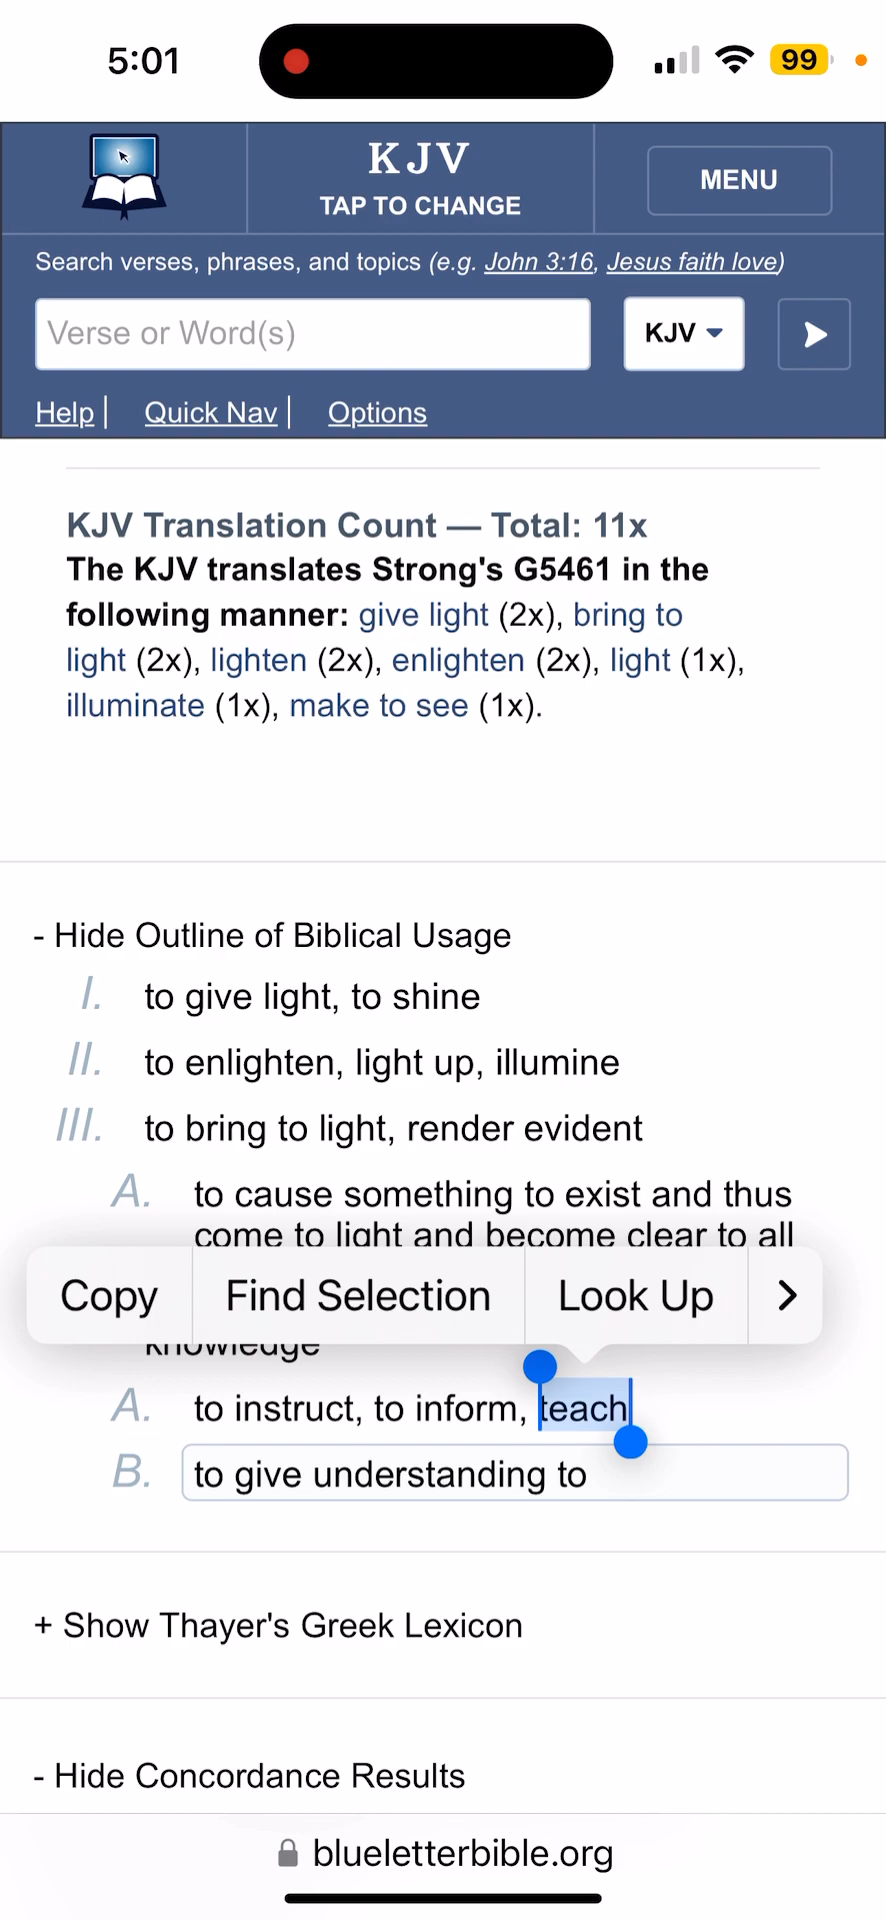 5:01
99
KJV
TAP TO CHANGE
MENU
Search verses, phrases, and topics (e.g. John 3:16, Jesus faith love)
Verse or Word(s)
KJV
Help | Quick Nav | Options
KJV Translation Count — Total: 11x
The KJV translates Strong's G5461 in the
following manner: give light (2x), bring to
light (2x), lighten (2x), enlighten (2x), light (1x),
illuminate (1x), make to see (1x).
- Hide Outline of Biblical Usage
I. to give light, to shine
II. to enlighten, light up, illumine
III. to bring to light, render evident
A. to cause something to exist and thus
come to light and become clear to all
Copy Find Selection Look Up
knowledge
A. to instruct, to inform, teach
B. to give understanding to
+ Show Thayer's Greek Lexicon
- Hide Concordance Results
blueletterbible.org